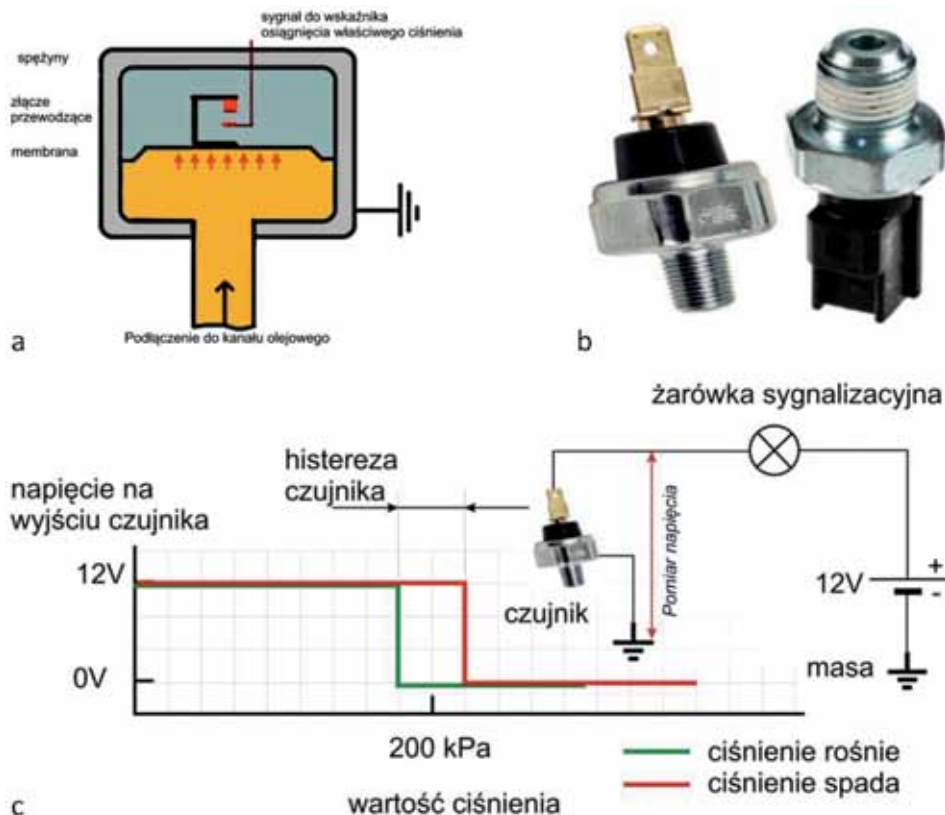 sygnał do wskaźnika
osiągnięcia właściwego ciśnienia
spężyny
złącze
przewodzące
membrana
Podłączenie do kanału olejowego
a
b
żarówka sygnalizacyjna
histereza
czujnika
napięcie na
wyjściu czujnika
Pomiar napięcia
12V
12V
+
-
czujnik
0V
masa
200 kPa
ciśnienie rośnie
ciśnienie spada
c
wartość ciśnienia